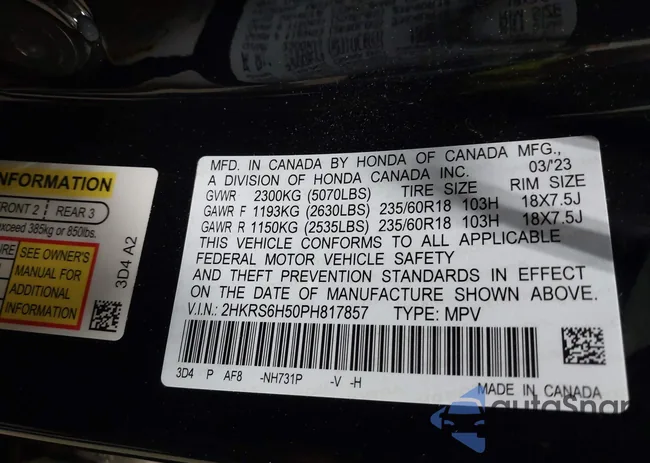 NFORMATION
FRONT 2 | REAR 3
exceed 385kg or 850lbs.
SEE OWNER'S
MANUAL FOR
ADDITIONAL
INFORMATION
3D4 A2
MFD. IN CANADA BY HONDA OF CANADA MFG.,
A DIVISION OF HONDA CANADA INC. 03/'23
GVWR 2300KG (5070LBS) TIRE SIZE RIM SIZE
GAWR F 1193KG (2630LBS) 235/60R18 103H 18X7.5J
GAWR R 1150KG (2535LBS) 235/60R18 103H 18X7.5J
THIS VEHICLE CONFORMS TO ALL APPLICABLE
FEDERAL MOTOR VEHICLE SAFETY
AND THEFT PREVENTION STANDARDS IN EFFECT
ON THE DATE OF MANUFACTURE SHOWN ABOVE.
V.I.N.: 2HKRS6H50PH817857 TYPE: MPV
3D4 P AF8 -NH731P -V -H
MADE IN CANADA